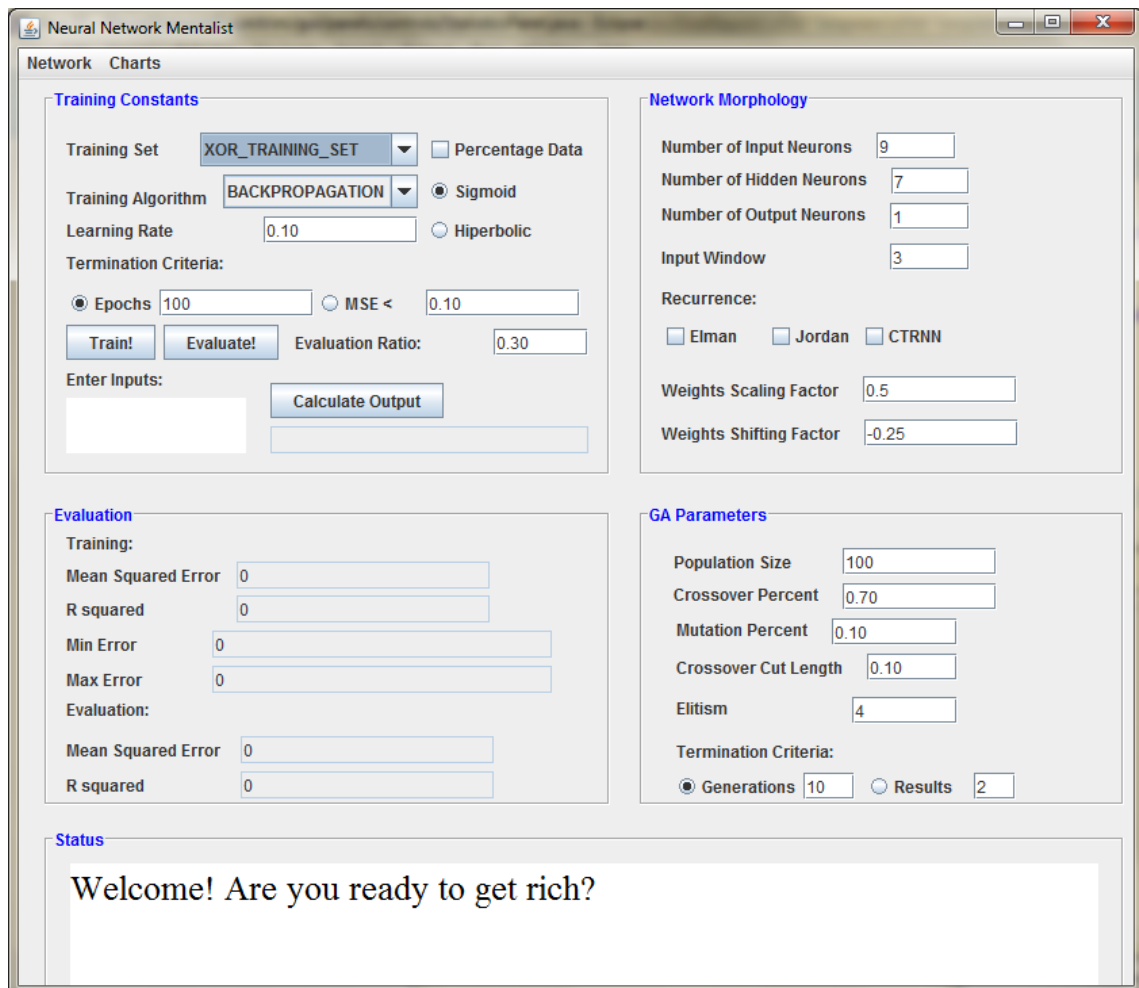 Neural Network Mentalist
Network Charts
Training Constants
Training Set XOR_TRAINING_SET Percentage Data
Training Algorithm BACKPROPAGATION Sigmoid
Learning Rate 0.10 Hiperbolic
Termination Criteria:
Epochs 100 MSE < 0.10
Train! Evaluate! Evaluation Ratio: 0.30
Enter Inputs:
Calculate Output
Network Morphology
Number of Input Neurons 9
Number of Hidden Neurons 7
Number of Output Neurons 1
Input Window 3
Recurrence:
Elman Jordan CTRNN
Weights Scaling Factor 0.5
Weights Shifting Factor -0.25
Evaluation
Training:
Mean Squared Error 0
R squared 0
Min Error 0
Max Error 0
Evaluation:
Mean Squared Error 0
R squared 0
GA Parameters
Population Size 100
Crossover Percent 0.70
Mutation Percent 0.10
Crossover Cut Length 0.10
Elitism 4
Termination Criteria:
Generations 10 Results 2
Status
Welcome! Are you ready to get rich?